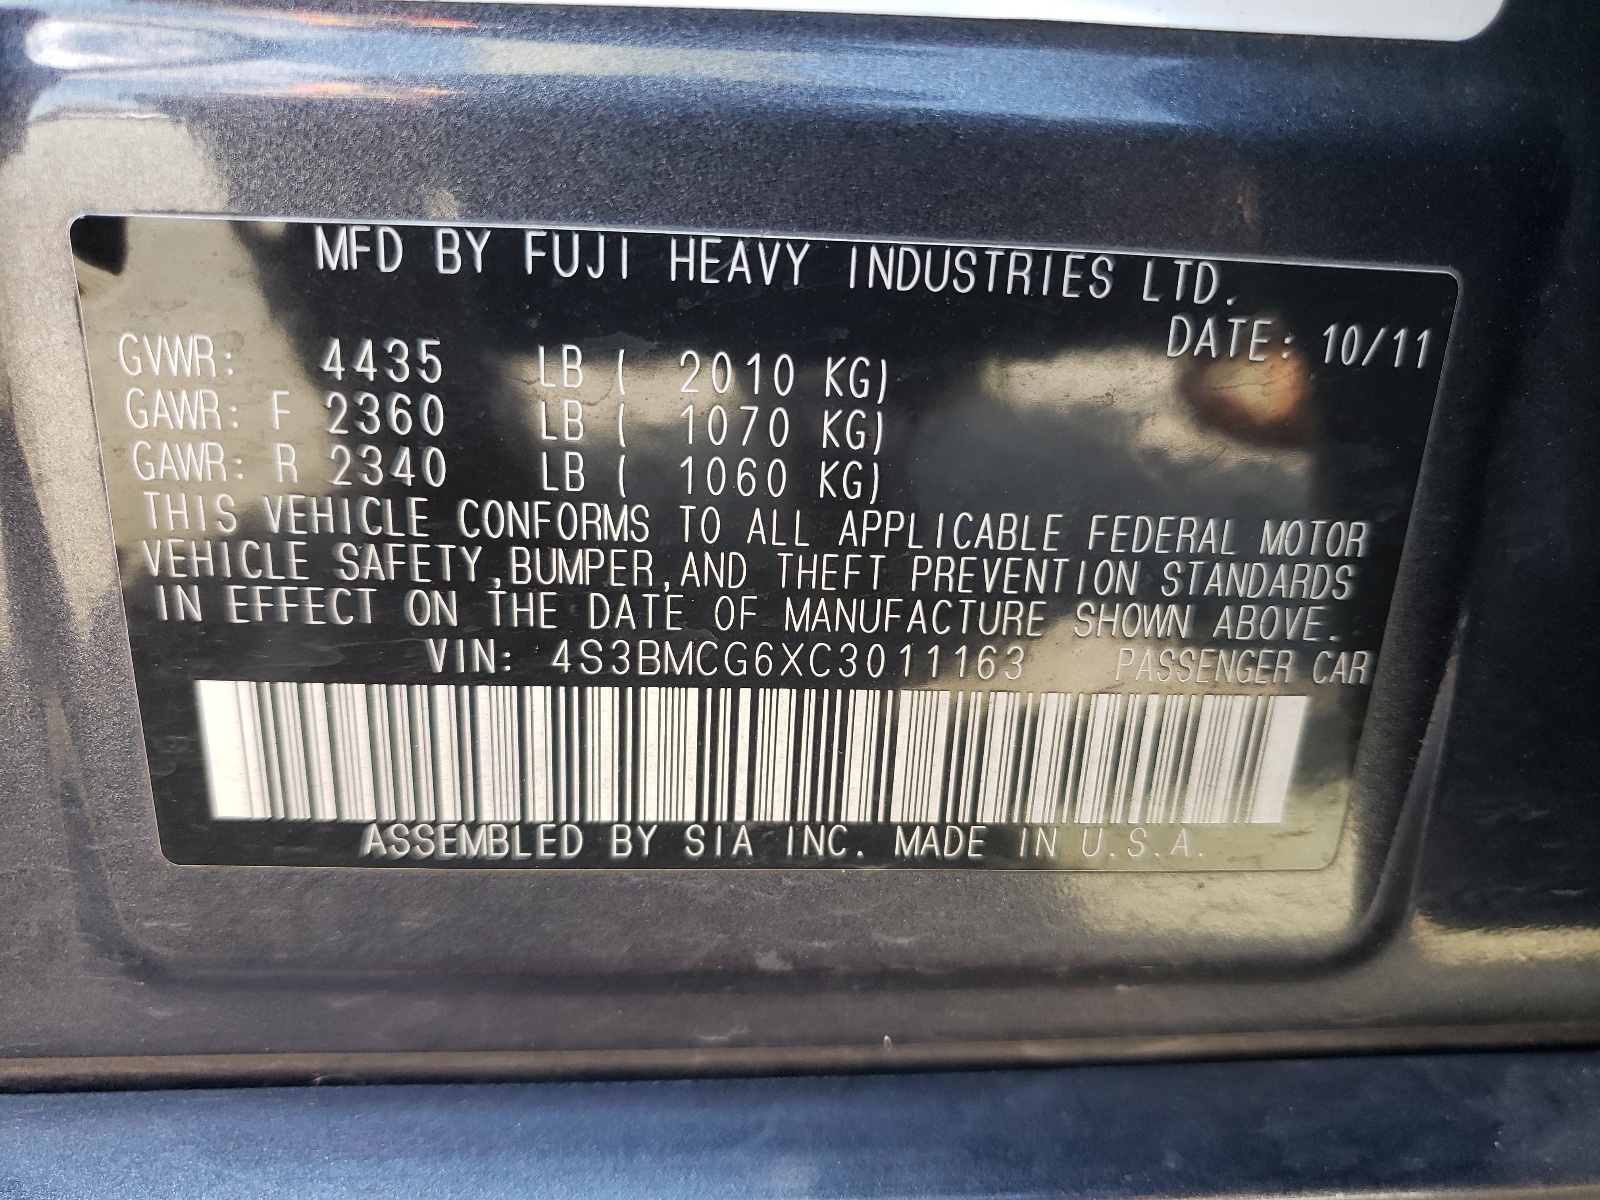 MFD BY FUJI HEAVY INDUSTRIES LTD.
DATE: 10/11
GVWR: 4435 LB ( 2010 KG)
GAWR: F 2360 LB ( 1070 KG)
GAWR: R 2340 LB ( 1060 KG)
THIS VEHICLE CONFORMS TO ALL APPLICABLE FEDERAL MOTOR
VEHICLE SAFETY,BUMPER,AND THEFT PREVENTION STANDARDS
IN EFFECT ON THE DATE OF MANUFACTURE SHOWN ABOVE.
VIN: 4S3BMCG6XC3011163 PASSENGER CAR
ASSEMBLED BY SIA INC. MADE IN U.S.A.